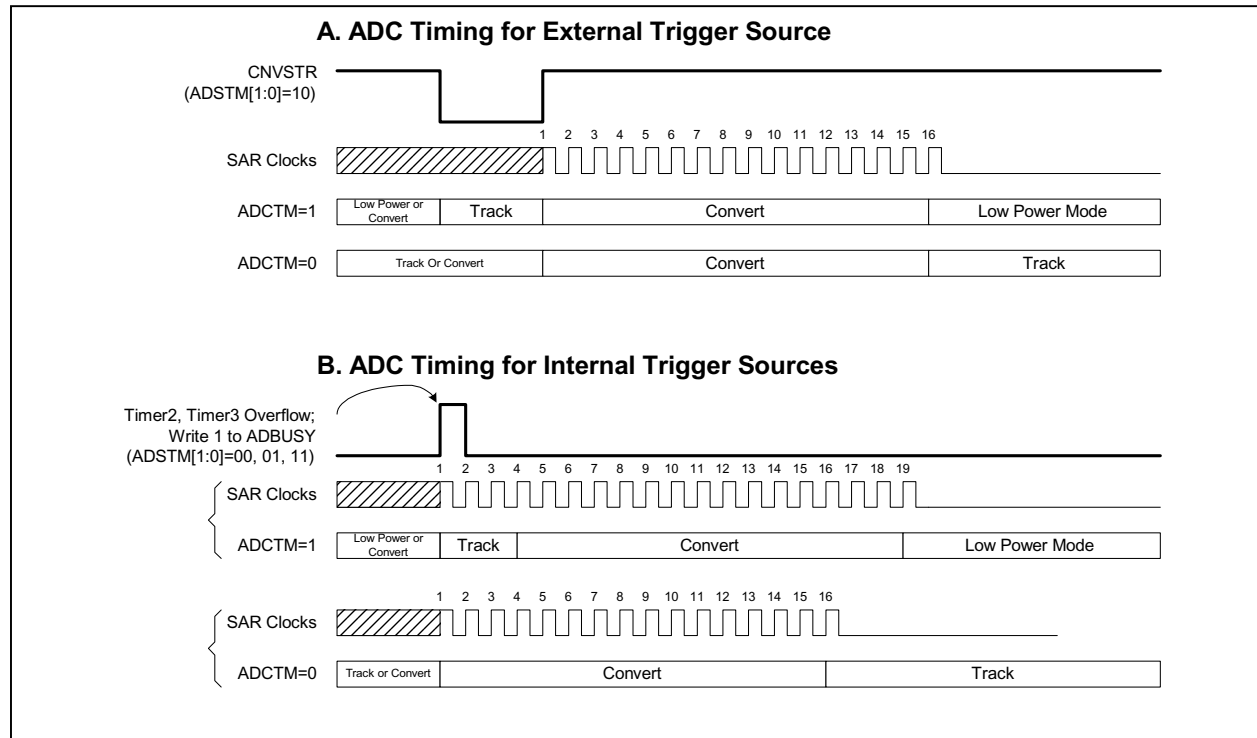 A. ADC Timing for External Trigger Source
CNVSTR
(ADSTM[1:0]=10)
1 2 3 4 5 6 7 8 9 10 11 12 13 14 15 16
SAR Clocks
ADCTM=1
Low Power or
Convert
Track
Convert
Low Power Mode
ADCTM=0
Track Or Convert
Convert
Track
B. ADC Timing for Internal Trigger Sources
Timer2, Timer3 Overflow;
Write 1 to ADBUSY
(ADSTM[1:0]=00, 01, 11)
1 2 3 4 5 6 7 8 9 10 11 12 13 14 15 16 17 18 19
SAR Clocks
ADCTM=1
Low Power or
Convert
Track
Convert
Low Power Mode
1 2 3 4 5 6 7 8 9 10 11 12 13 14 15 16
SAR Clocks
ADCTM=0
Track or Convert
Convert
Track